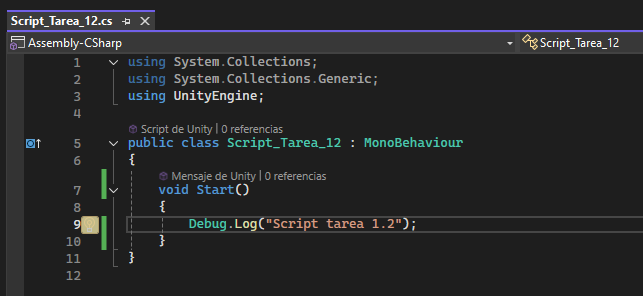 Script_Tarea_12.cs
Assembly-CSharp Script_Tarea_12
1 using System.Collections;
2 using System.Collections.Generic;
3 using UnityEngine;
4
Script de Unity | 0 referencias
5 public class Script_Tarea_12 : MonoBehaviour
6 {
Mensaje de Unity | 0 referencias
7 void Start()
8 {
9 Debug.Log("Script tarea 1.2");
10 }
11 }
12